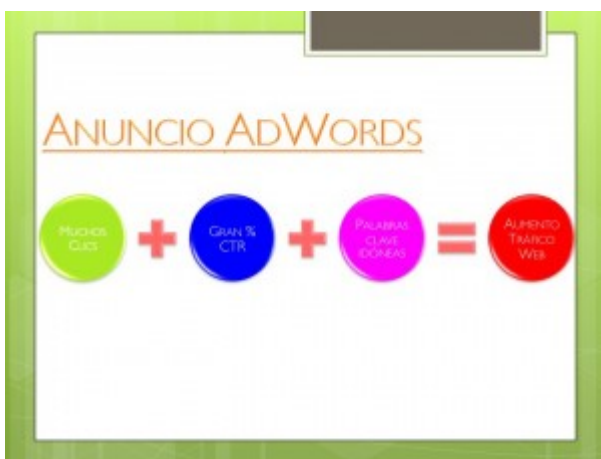 Anuncio AdWords
Muchos
Clics
Gran %
CTR
Palabras
clave
idóneas
Aumento
Tráfico
Web